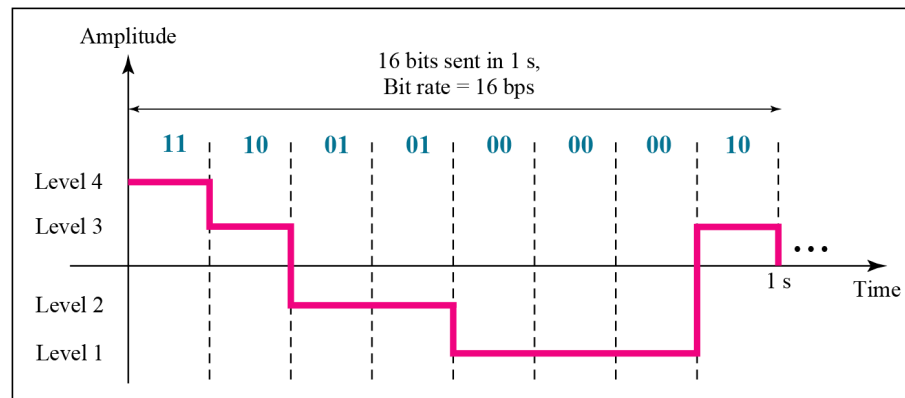 Amplitude
16 bits sent in 1 s,
Bit rate = 16 bps
11 10 01 01 00 00 00 10
Level 4
Level 3
...
1 s
Time
Level 2
Level 1